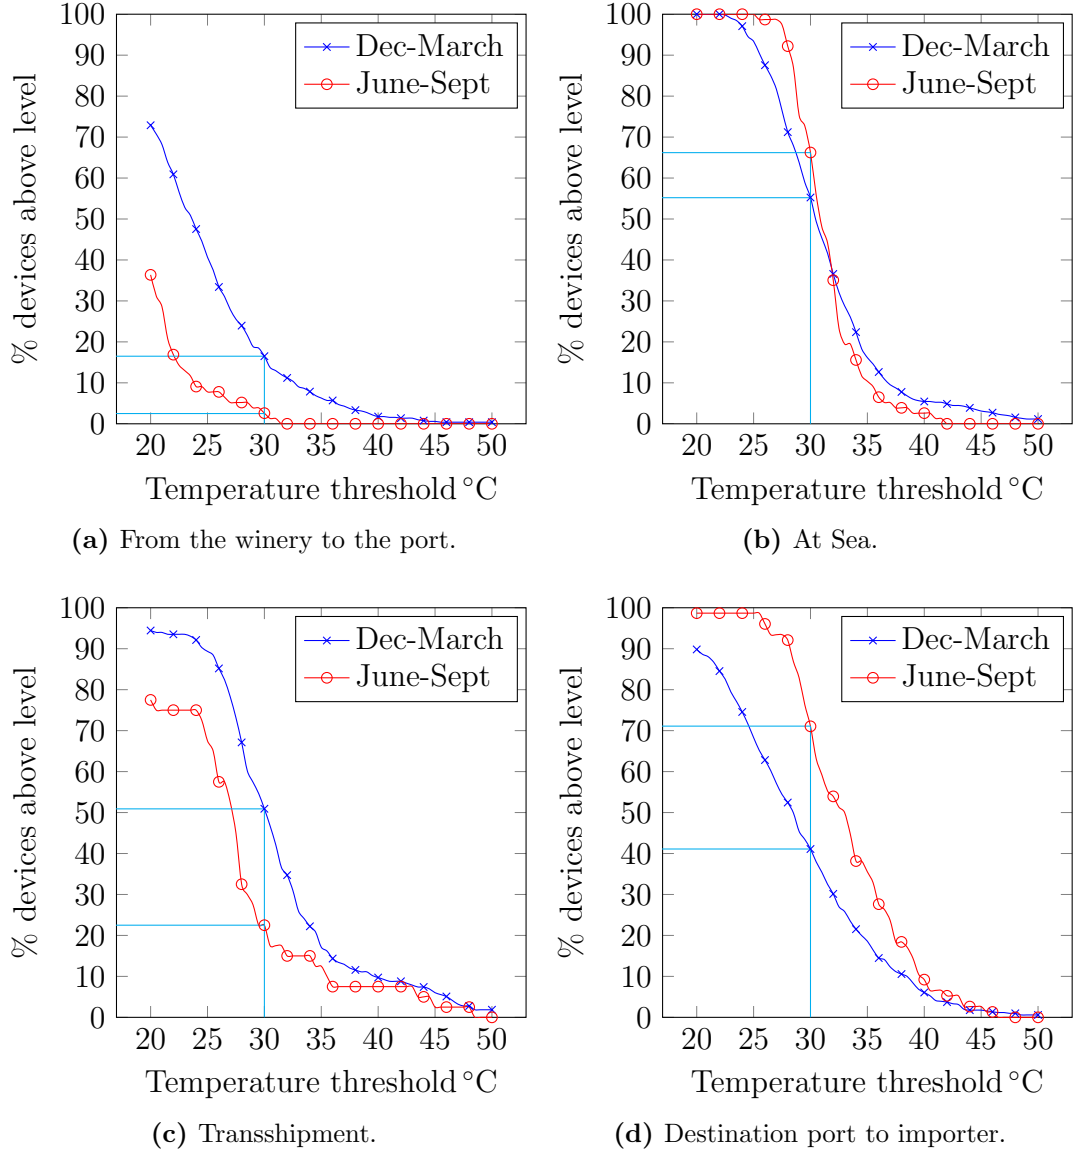 100
90
80
70
60
50
40
30
20
10
0
% devices above level
Dec-March
June-Sept
20 25 30 35 40 45 50
Temperature threshold °C
(a) From the winery to the port.
100
90
80
70
60
50
40
30
20
10
0
% devices above level
Dec-March
June-Sept
20 25 30 35 40 45 50
Temperature threshold °C
(b) At Sea.
100
90
80
70
60
50
40
30
20
10
0
% devices above level
Dec-March
June-Sept
20 25 30 35 40 45 50
Temperature threshold °C
(c) Transshipment.
100
90
80
70
60
50
40
30
20
10
0
% devices above level
Dec-March
June-Sept
20 25 30 35 40 45 50
Temperature threshold °C
(d) Destination port to importer.